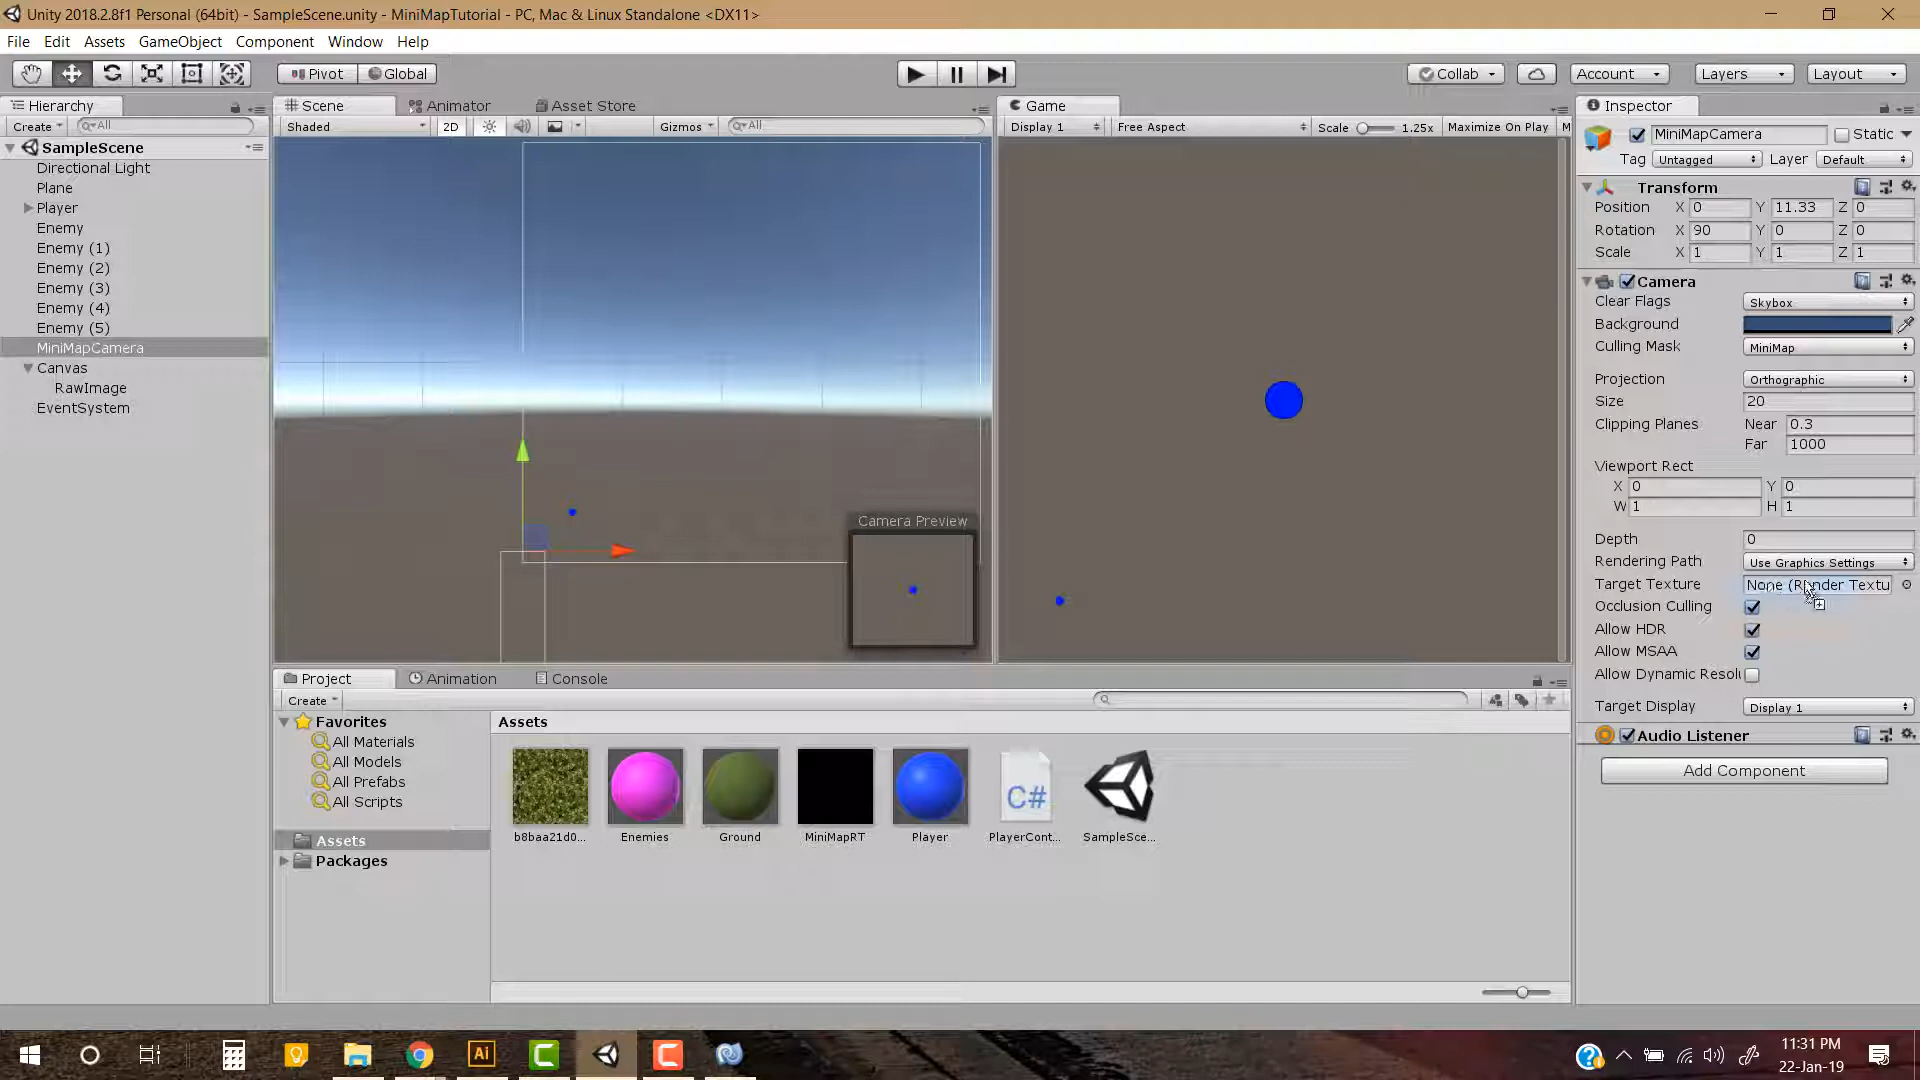 Unity 2018.2.8f1 Personal (64bit) - SampleScene.unity - MiniMapTutorial - PC, Mac & Linux Standalone <DX11>
File Edit Assets GameObject Component Window Help
Pivot Global Collab Account Layers Layout
Hierarchy
Create All
SampleScene
Directional Light
Plane
Player
Enemy
Enemy (1)
Enemy (2)
Enemy (3)
Enemy (4)
Enemy (5)
MiniMapCamera
Canvas
RawImage
EventSystem
Scene Animator Asset Store
Shaded 2D Gizmos All
Camera Preview
Game
Display 1 Free Aspect Scale 1.25x Maximize On Play M
Inspector
MiniMapCamera Static
Tag Untagged Layer Default
Transform
Position X 0 Y 11.33 Z 0
Rotation X 90 Y 0 Z 0
Scale X 1 Y 1 Z 1
Camera
Clear Flags Skybox
Background
Culling Mask MiniMap
Projection Orthographic
Size 20
Clipping Planes Near 0.3
Far 1000
Viewport Rect
X 0 Y 0
W 1 H 1
Depth 0
Rendering Path Use Graphics Settings
Target Texture None (Render Textu
Occlusion Culling
Allow HDR
Allow MSAA
Allow Dynamic Resolu
Target Display Display 1
Audio Listener
Add Component
Project Animation Console
Create
Favorites
All Materials
All Models
All Prefabs
All Scripts
Assets
Packages
Assets
b8baa21d0... Enemies Ground MiniMapRT Player C# PlayerCont... SampleSce...
Ai
11:31 PM
22-Jan-19